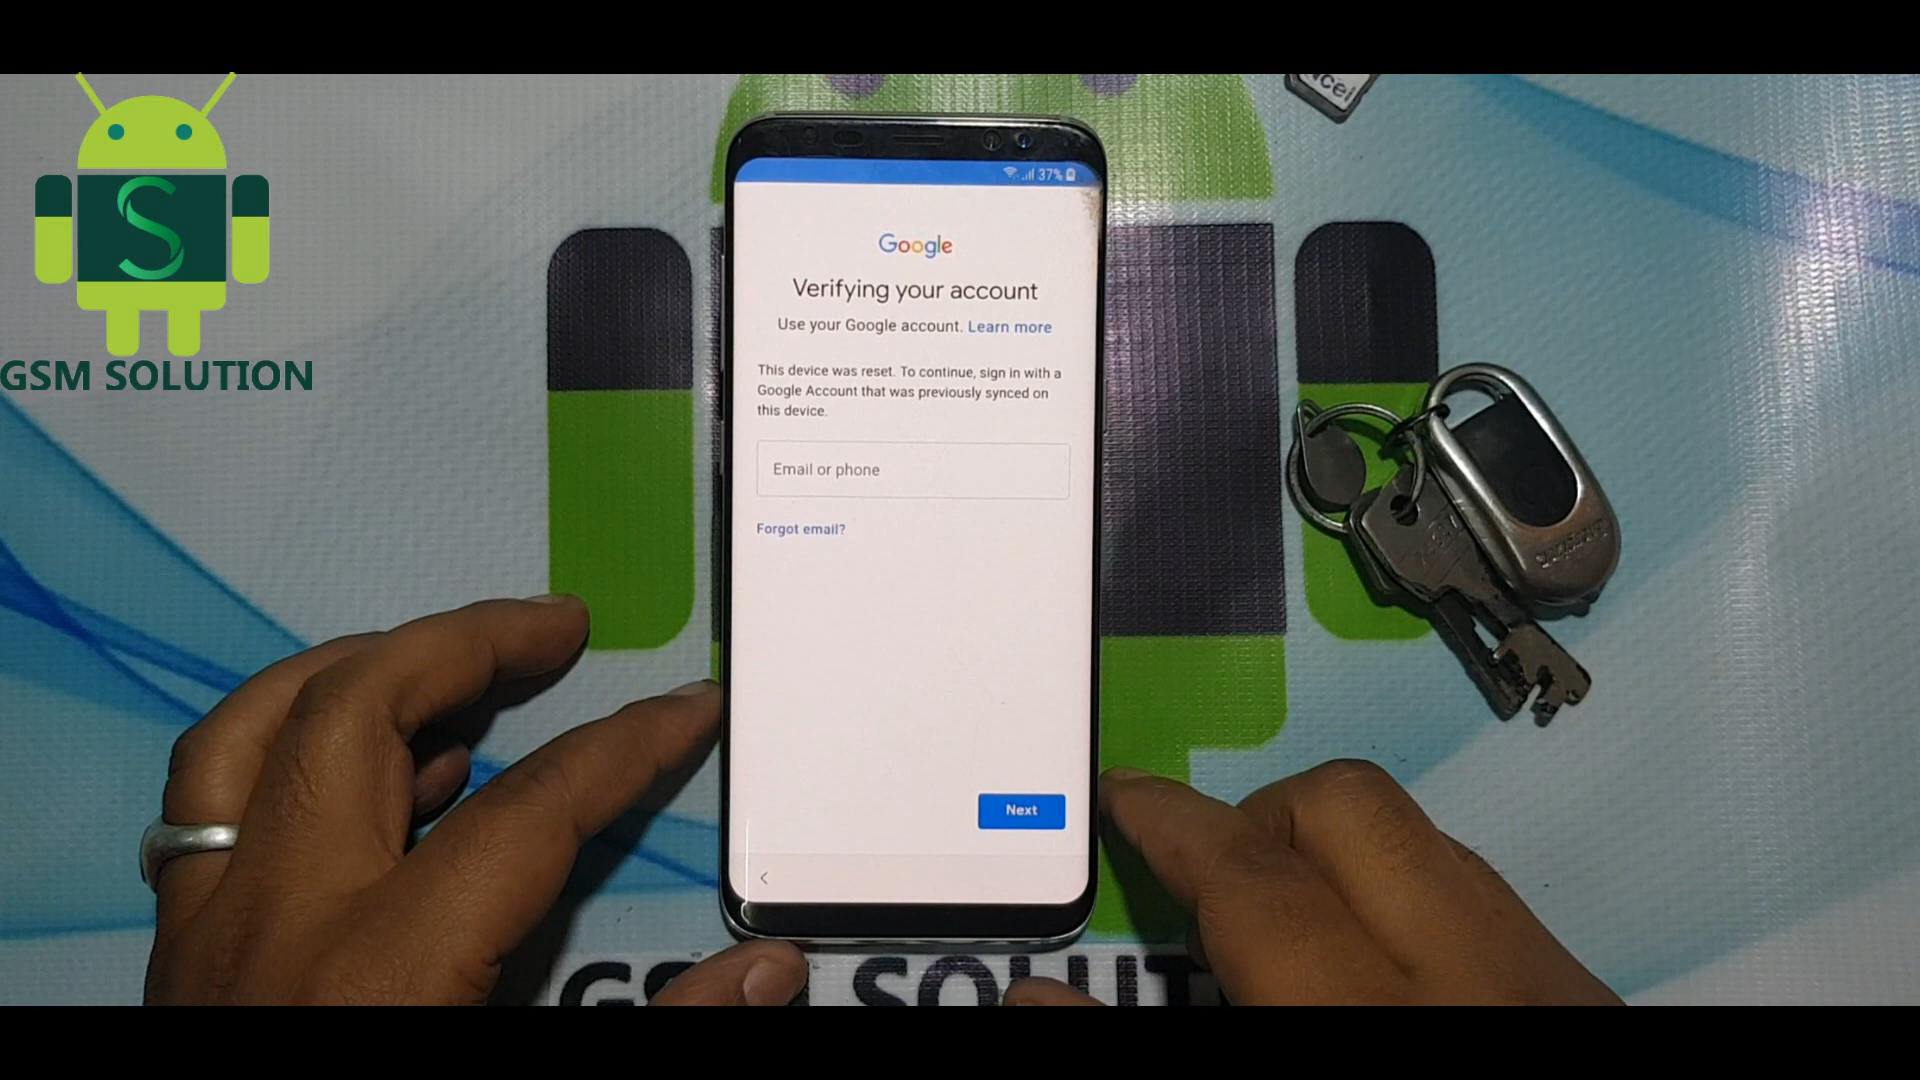 S
GSM SOLUTION
37%
Google
Verifying your account
Use your Google account. Learn more
This device was reset. To continue, sign in with a
Google Account that was previously synced on
this device.
Email or phone
Forgot email?
Next